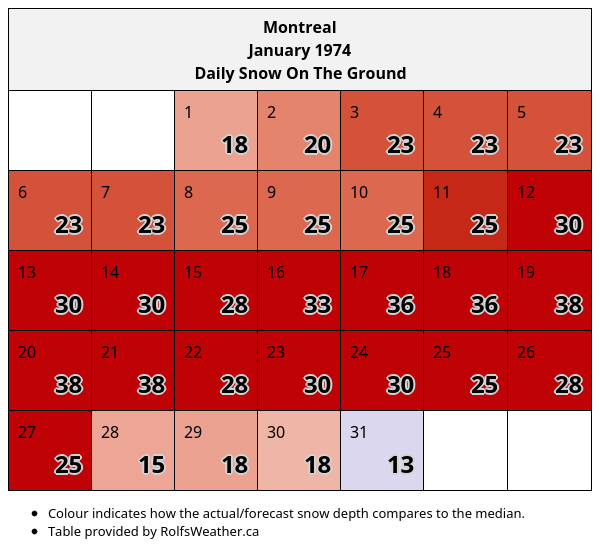 Montreal
January 1974
Daily Snow On The Ground
1 2 3 4 5
18 20 23 23 23
6 7 8 9 10 11 12
23 23 25 25 25 25 30
13 14 15 16 17 18 19
30 30 28 33 36 36 38
20 21 22 23 24 25 26
38 38 28 30 30 25 28
27 28 29 30 31
25 15 18 18 13
• Colour indicates how the actual/forecast snow depth compares to the median.
• Table provided by RolfsWeather.ca